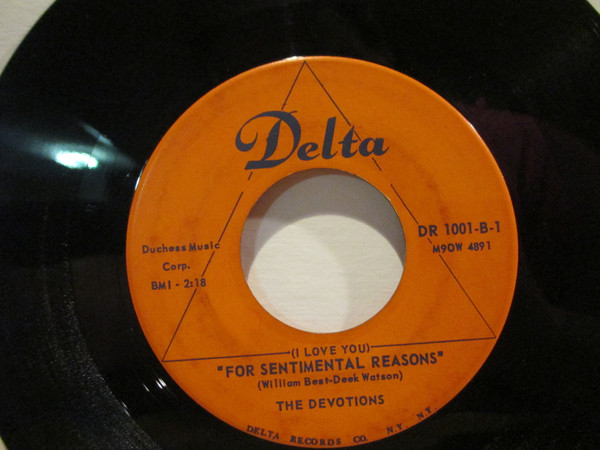 Delta
DR 1001-B-1
M9OW 4891
Duchess Music
Corp.
BMI - 2:18
(I LOVE YOU)
"FOR SENTIMENTAL REASONS"
(William Best-Deek Watson)
THE DEVOTIONS
DELTA RECORDS CO. N.Y. N.Y.